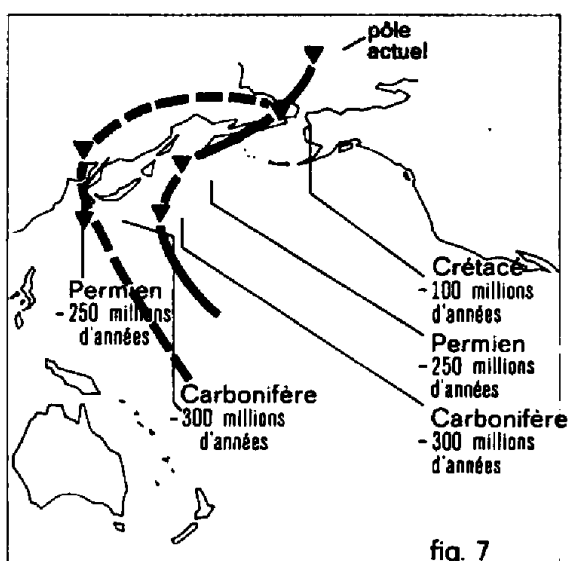 pôle
actuel
Permien
- 250 millions
d'années
Carbonifère
- 300 millions
d'années
Crétacé
- 100 millions
d'années
Permien
- 250 millions
d'années
Carbonifère
- 300 millions
d'années
fig. 7